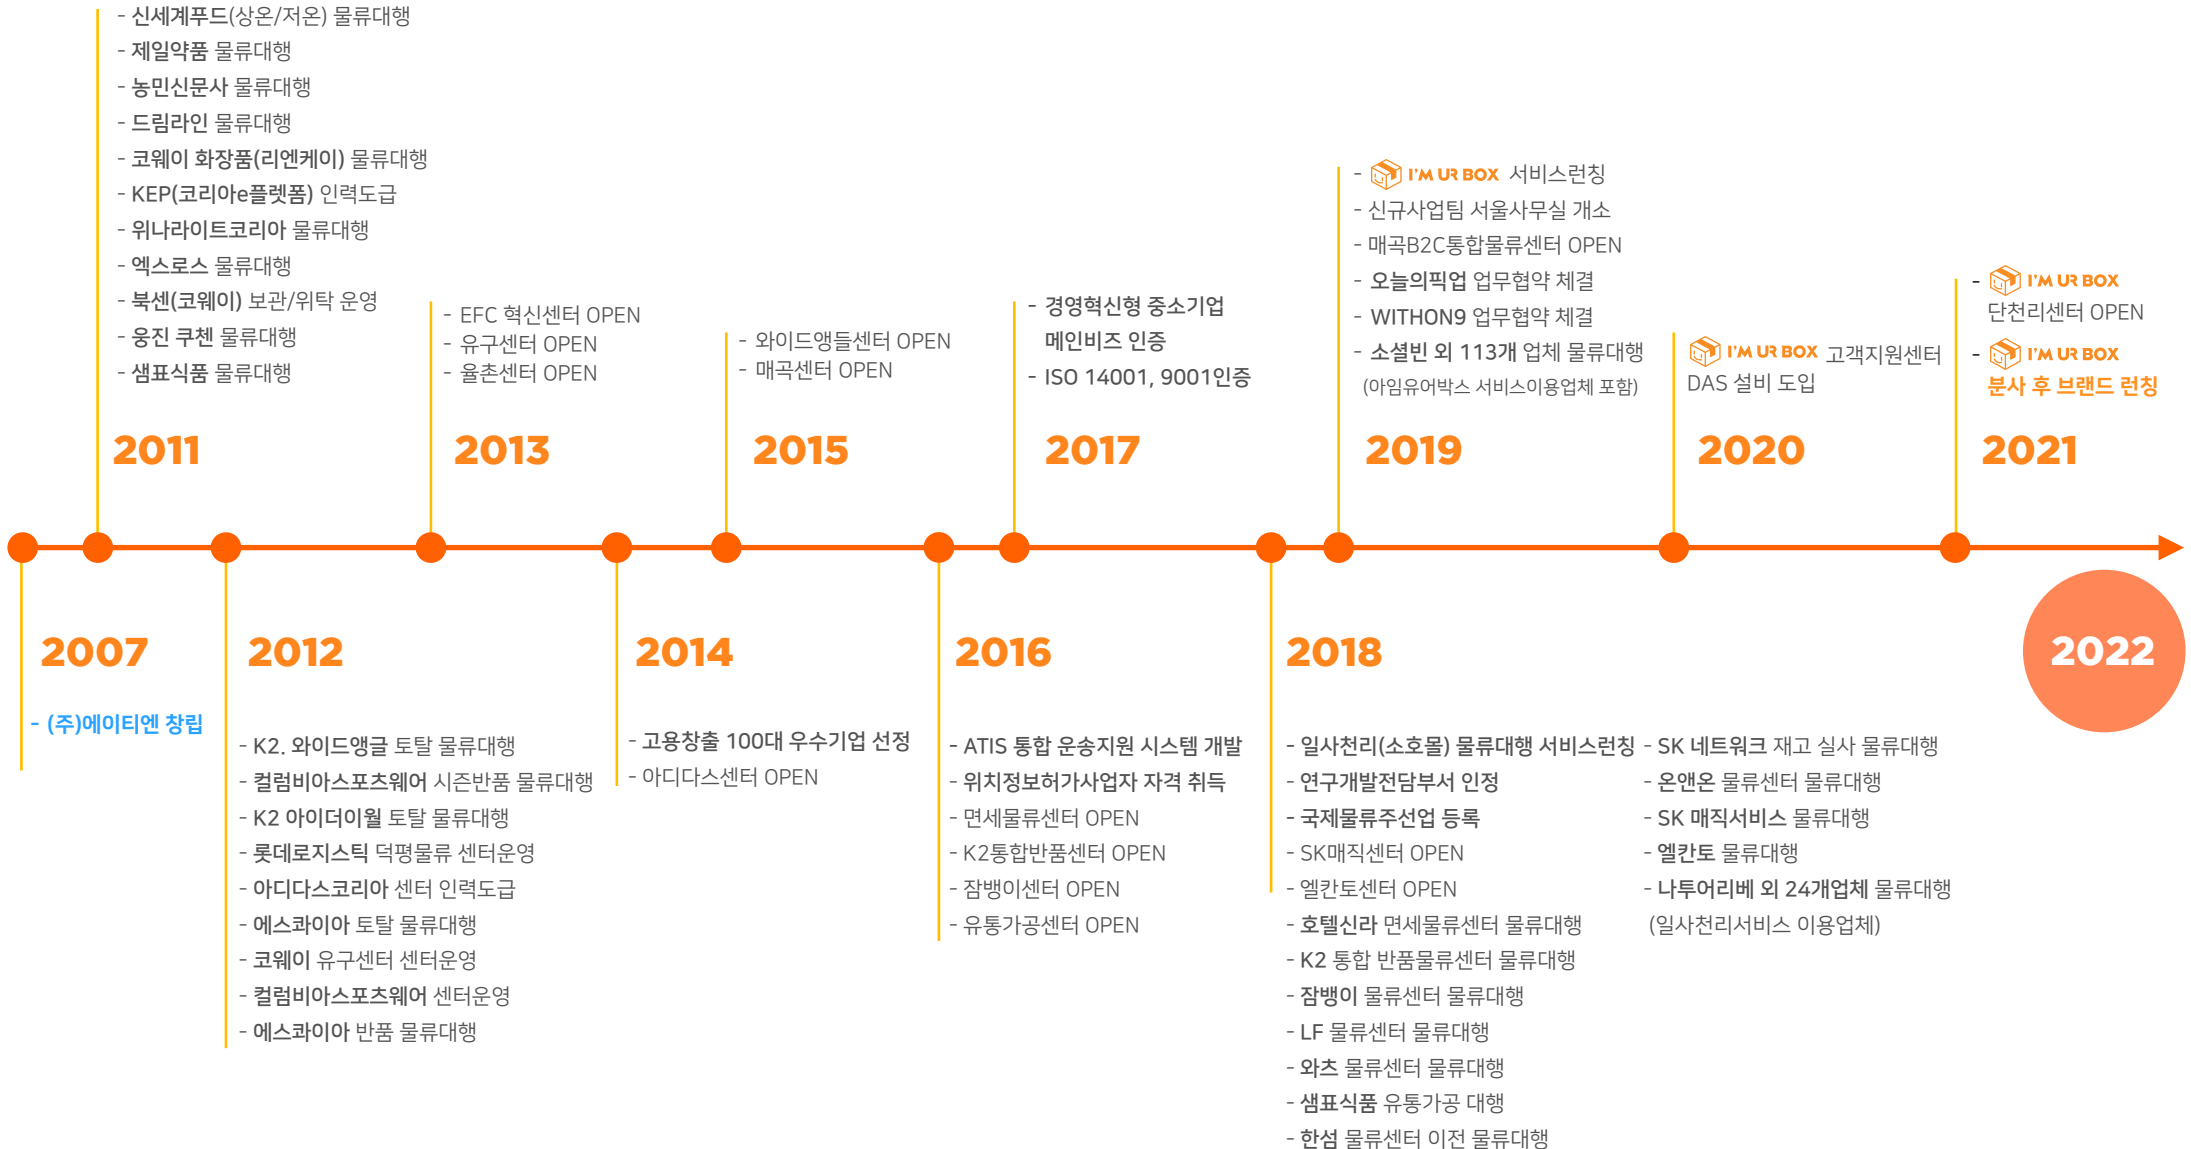 - 신세계푸드(상온/저온) 물류대행
- 제일약품 물류대행
- 농민신문사 물류대행
- 드림라인 물류대행
- 코웨이 화장품(리엔케이) 물류대행
- KEP(코리아e플렛폼) 인력도급
- 위나라이트코리아 물류대행
- 엑스로스 물류대행
- 북센(코웨이) 보관/위탁 운영
- 웅진 쿠첸 물류대행
- 샘표식품 물류대행
2011
- EFC 혁신센터 OPEN
- 유구센터 OPEN
- 율촌센터 OPEN
2013
- 와이드앵들센터 OPEN
- 매곡센터 OPEN
2015
- 경영혁신형 중소기업
메인비즈 인증
- ISO 14001, 9001인증
2017
- I'M UR BOX 서비스런칭
- 신규사업팀 서울사무실 개소
- 매곡B2C통합물류센터 OPEN
- 오늘의픽업 업무협약 체결
- WITHON9 업무협약 체결
- 소셜빈 외 113개 업체 물류대행
(아임유어박스 서비스이용업체 포함)
2019
I'M UR BOX 고객지원센터
DAS 설비 도입
2020
- I'M UR BOX
단천리센터 OPEN
- I'M UR BOX
분사 후 브랜드 런칭
2021
2007
- (주)에이티엔 창립
2012
- K2. 와이드앵글 토탈 물류대행
- 컬럼비아스포츠웨어 시즌반품 물류대행
- K2 아이더이월 토탈 물류대행
- 롯데로지스틱 덕평물류 센터운영
- 아디다스코리아 센터 인력도급
- 에스콰이아 토탈 물류대행
- 코웨이 유구센터 센터운영
- 컬럼비아스포츠웨어 센터운영
- 에스콰이아 반품 물류대행
2014
- 고용창출 100대 우수기업 선정
- 아디다스센터 OPEN
2016
- ATIS 통합 운송지원 시스템 개발
- 위치정보허가사업자 자격 취득
- 면세물류센터 OPEN
- K2통합반품센터 OPEN
- 잠뱅이센터 OPEN
- 유통가공센터 OPEN
2018
- 일사천리(소호몰) 물류대행 서비스런칭
- 연구개발전담부서 인정
- 국제물류주선업 등록
- SK매직센터 OPEN
- 엘칸토센터 OPEN
- 호텔신라 면세물류센터 물류대행
- K2 통합 반품물류센터 물류대행
- 잠뱅이 물류센터 물류대행
- LF 물류센터 물류대행
- 와츠 물류센터 물류대행
- 샘표식품 유통가공 대행
- 한섬 물류센터 이전 물류대행
- SK 네트워크 재고 실사 물류대행
- 온앤온 물류센터 물류대행
- SK 매직서비스 물류대행
- 엘칸토 물류대행
- 나투어리베 외 24개업체 물류대행
(일사천리서비스 이용업체)
2022